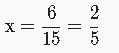 x = 6/15 = 2/5